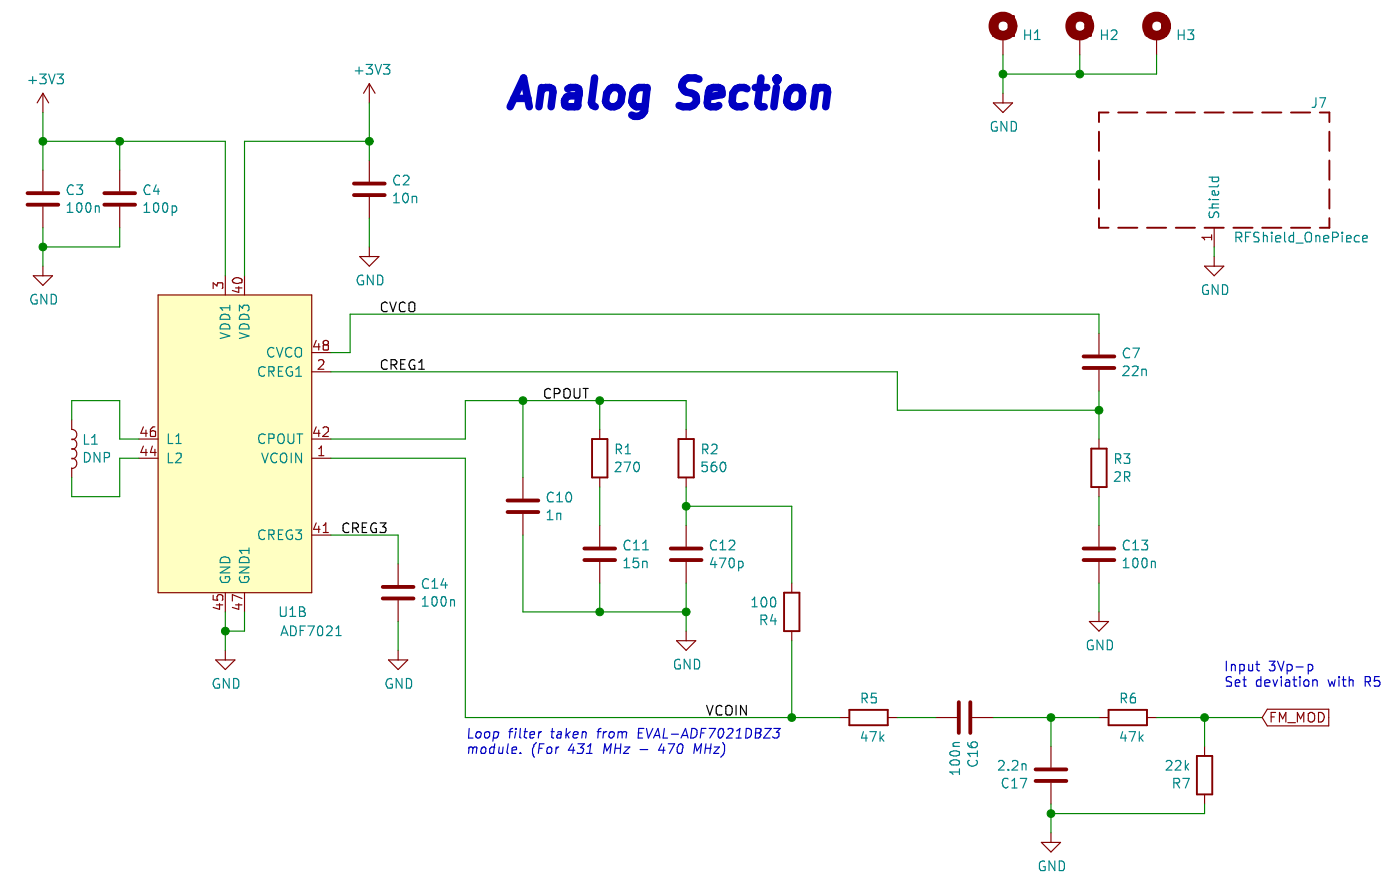 H1
H2
H3
+3V3
+3V3
Analog Section
GND
J7
C3
100n
C4
100p
C2
10n
Shield
1
RFShield_OnePiece
GND
GND
GND
3
40
VDD1
VDD3
CVCO
CVCO
48
CREG1
2
CREG1
C7
22n
CPOUT
46
L1
44
L2
L1
DNP
CPOUT
42
VCOIN
1
R1
270
R2
560
R3
2R
C10
1n
CREG3
41
CREG3
C11
15n
C12
470p
C13
100n
GND
GND1
45
47
C14
100n
100
R4
U1B
ADF7021
GND
GND
GND
GND
Input 3Vp-p
Set deviation with R5
VCOIN
R5
47k
100n
C16
R6
47k
FM_MOD
Loop filter taken from EVAL-ADF7021DBZ3
module. (For 431 MHz - 470 MHz)
2.2n
C17
22k
R7
GND